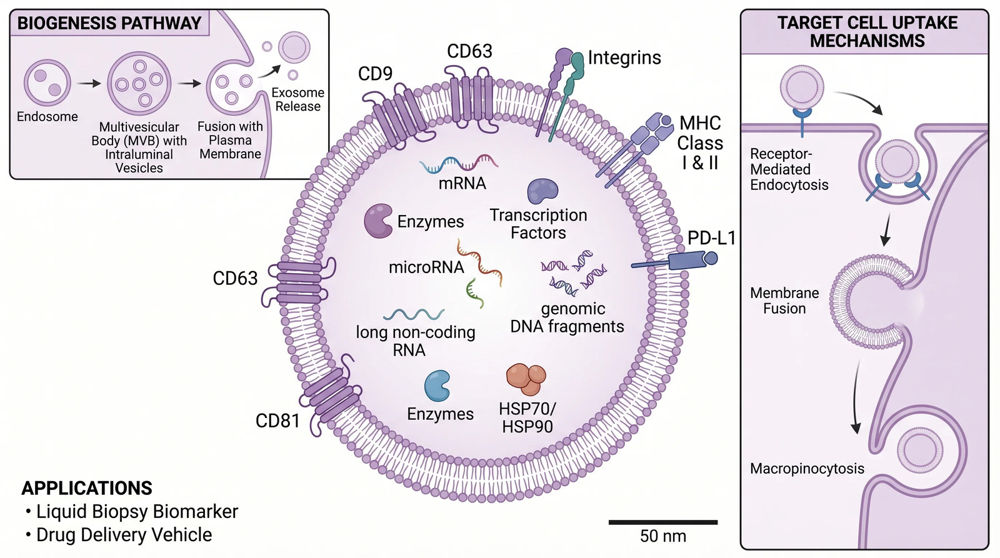 BIOGENESIS PATHWAY
Endosome
Multivesicular
Body (MVB) with
Intraluminal
Vesicles
Fusion with
Plasma
Membrane
Exosome
Release
CD9
CD63
Integrins
MHC
Class
I & II
PD-L1
CD63
CD81
mRNA
Enzymes
Transcription
Factors
microRNA
genomic
DNA fragments
long non-coding
RNA
Enzymes
HSP70/
HSP90
APPLICATIONS
• Liquid Biopsy Biomarker
• Drug Delivery Vehicle
50 nm
TARGET CELL UPTAKE
MECHANISMS
Receptor-
Mediated
Endocytosis
Membrane
Fusion
Macropinocytosis